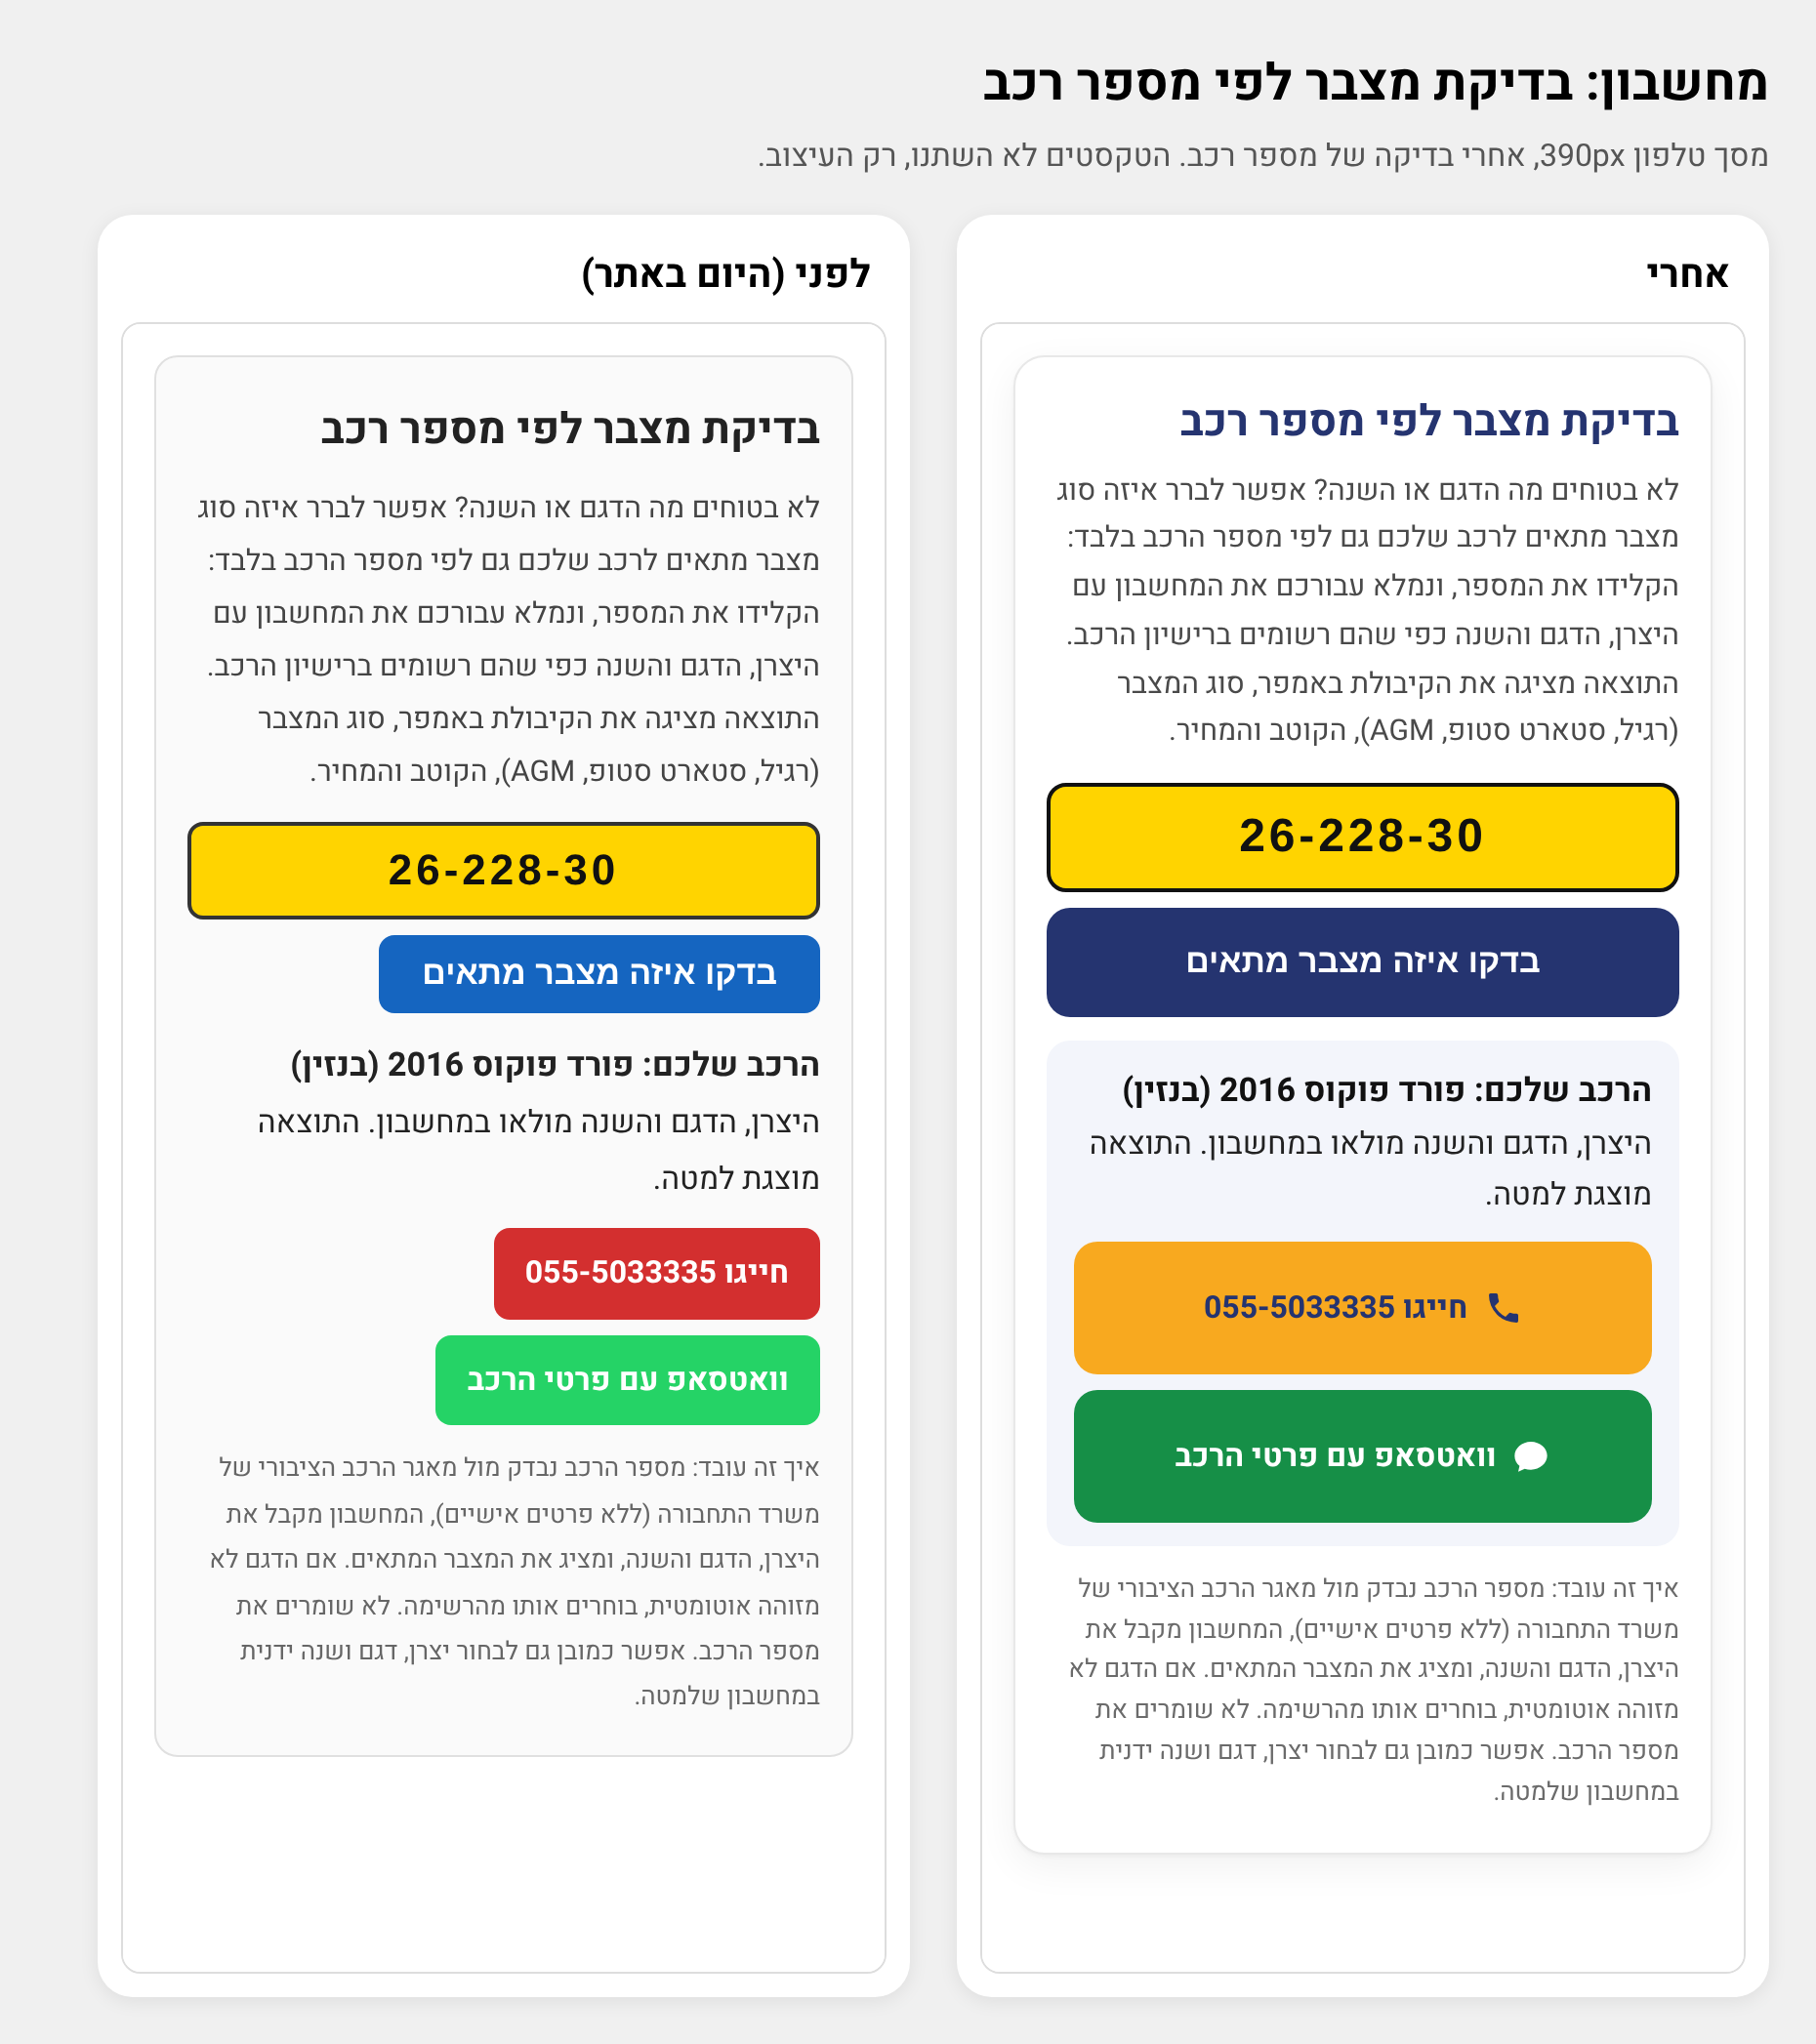 מחשבון: בדיקת מצבר לפי מספר רכב
מסך טלפון 390px, אחרי בדיקה של מספר רכב. הטקסטים לא השתנו, רק העיצוב.
אחרי
בדיקת מצבר לפי מספר רכב
לא בטוחים מה הדגם או השנה? אפשר לברר איזה סוג
מצבר מתאים לרכב שלכם גם לפי מספר הרכב בלבד:
הקלידו את המספר, ונמלא עבורכם את המחשבון עם
היצרן, הדגם והשנה כפי שהם רשומים ברישיון הרכב.
התוצאה מציגה את הקיבולת באמפר, סוג המצבר
(רגיל, סטארט סטופ, AGM), הקוטב והמחיר.
26-228-30
בדקו איזה מצבר מתאים
הרכב שלכם: פורד פוקוס 2016 (בנזין)
היצרן, הדגם והשנה מולאו במחשבון. התוצאה
מוצגת למטה.
חייגו 055-5033335
וואטסאפ עם פרטי הרכב
איך זה עובד: מספר הרכב נבדק מול מאגר הרכב הציבורי של
משרד התחבורה (ללא פרטים אישיים), המחשבון מקבל את
היצרן, הדגם והשנה, ומציג את המצבר המתאים. אם הדגם לא
מזוהה אוטומטית, בוחרים אותו מהרשימה. לא שומרים את
מספר הרכב. אפשר כמובן גם לבחור יצרן, דגם ושנה ידנית
במחשבון שלמטה.
לפני (היום באתר)
בדיקת מצבר לפי מספר רכב
לא בטוחים מה הדגם או השנה? אפשר לברר איזה סוג
מצבר מתאים לרכב שלכם גם לפי מספר הרכב בלבד:
הקלידו את המספר, ונמלא עבורכם את המחשבון עם
היצרן, הדגם והשנה כפי שהם רשומים ברישיון הרכב.
התוצאה מציגה את הקיבולת באמפר, סוג המצבר
(רגיל, סטארט סטופ, AGM), הקוטב והמחיר.
26-228-30
בדקו איזה מצבר מתאים
הרכב שלכם: פורד פוקוס 2016 (בנזין)
היצרן, הדגם והשנה מולאו במחשבון. התוצאה
מוצגת למטה.
חייגו 055-5033335
וואטסאפ עם פרטי הרכב
איך זה עובד: מספר הרכב נבדק מול מאגר הרכב הציבורי של
משרד התחבורה (ללא פרטים אישיים), המחשבון מקבל את
היצרן, הדגם והשנה, ומציג את המצבר המתאים. אם הדגם לא
מזוהה אוטומטית, בוחרים אותו מהרשימה. לא שומרים את
מספר הרכב. אפשר כמובן גם לבחור יצרן, דגם ושנה ידנית
במחשבון שלמטה.